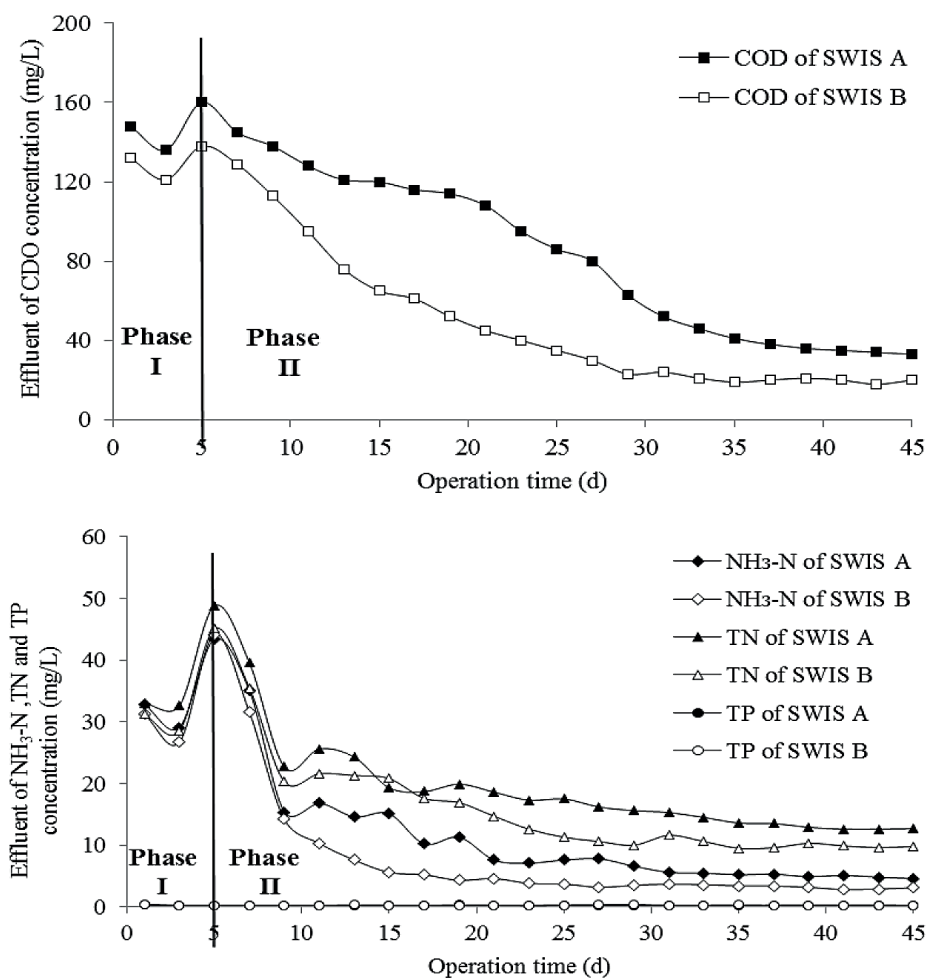 Effluent of CDO concentration (mg/L)
200
160
120
80
40
0
COD of SWIS A
COD of SWIS B
Phase
I
Phase
II
0 5 10 15 20 25 30 35 40 45
Operation time (d)
Effluent of NH₃-N ,TN and TP
concentration (mg/L)
60
50
40
30
20
10
0
NH₃-N of SWIS A
NH₃-N of SWIS B
TN of SWIS A
TN of SWIS B
TP of SWIS A
TP of SWIS B
Phase
I
Phase
II
0 5 10 15 20 25 30 35 40 45
Operation time (d)